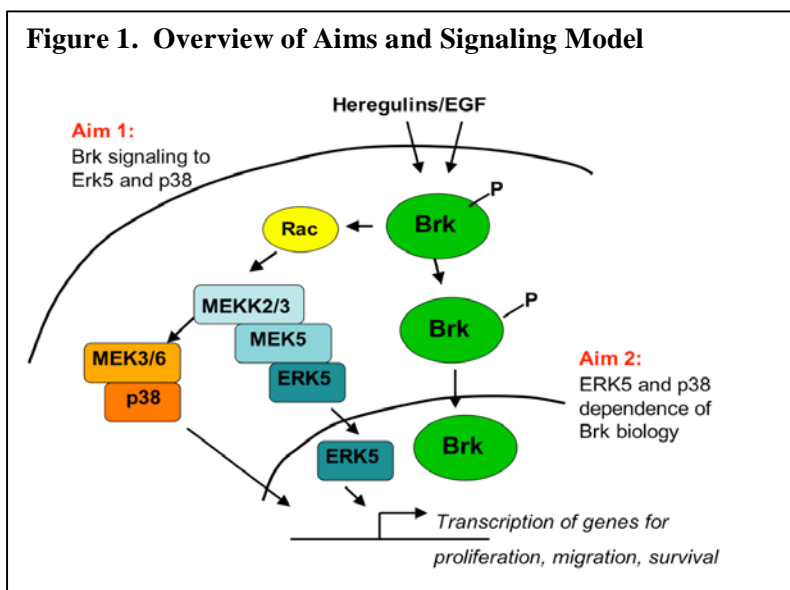 Figure 1. Overview of Aims and Signaling Model
Heregulins/EGF
Aim 1:
Brk signaling to
Erk5 and p38
P
Brk
Rac
P
Brk
MEKK2/3
MEK5
ERK5
MEK3/6
p38
Aim 2:
ERK5 and p38
dependence of
Brk biology
Brk
ERK5
Transcription of genes for
proliferation, migration, survival